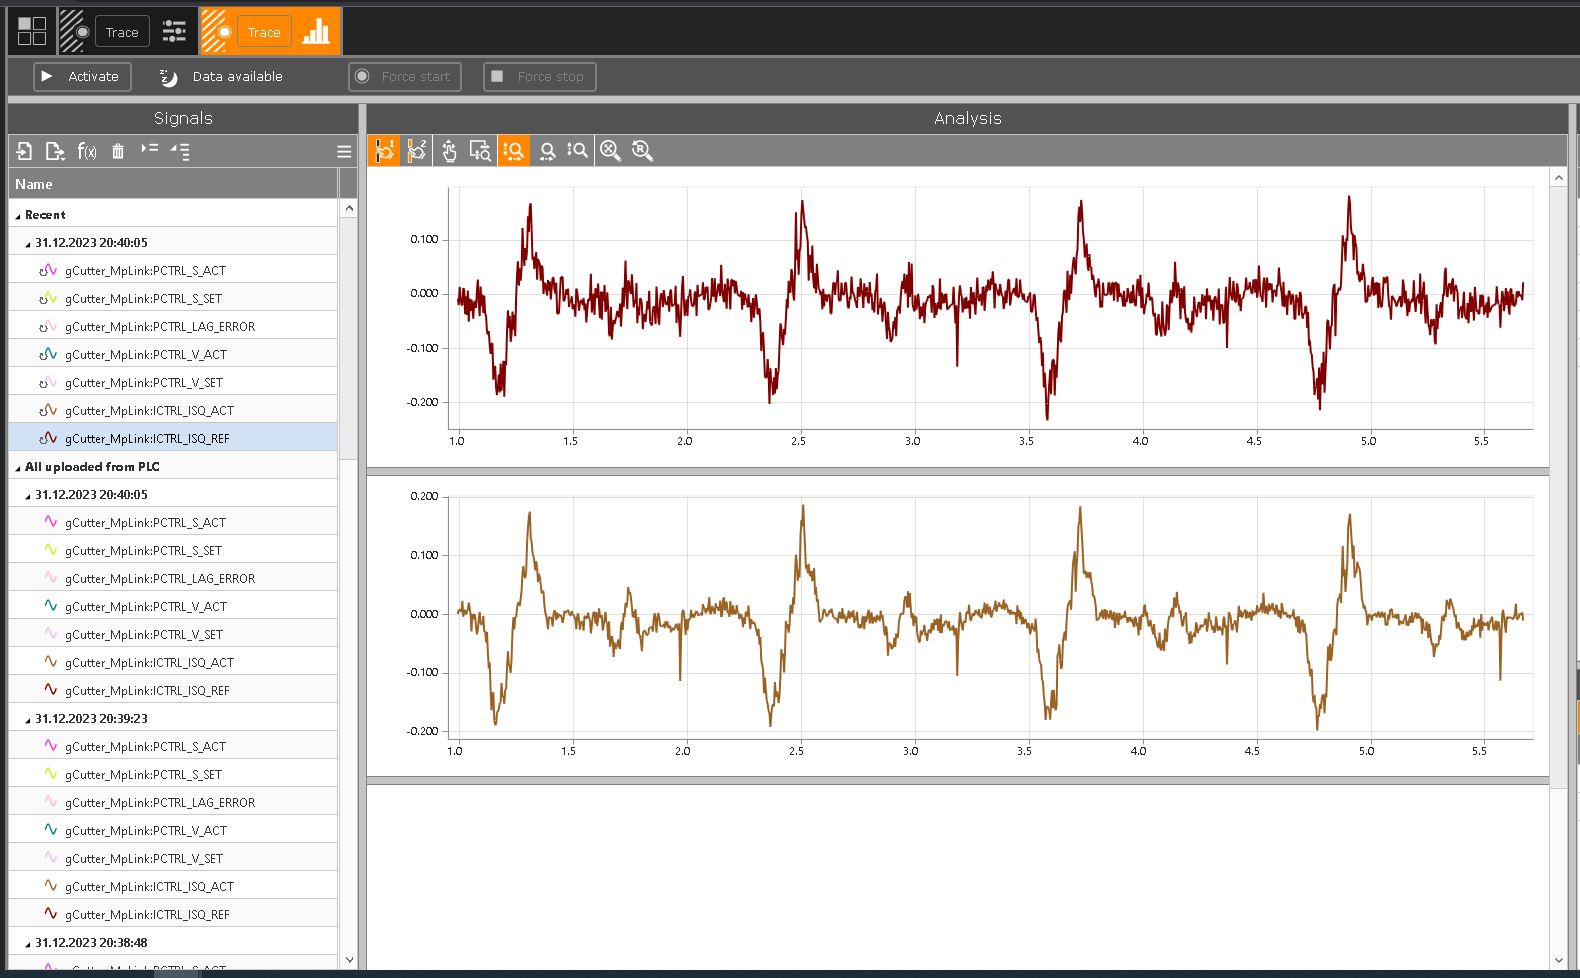 Trace
Trace
Activate
Data available
Force start
Force stop
Signals
Analysis
f(x)
1
2
Name
Recent
31.12.2023 20:40:05
gCutter_MpLink:PCTRL_S_ACT
gCutter_MpLink:PCTRL_S_SET
gCutter_MpLink:PCTRL_LAG_ERROR
gCutter_MpLink:PCTRL_V_ACT
gCutter_MpLink:PCTRL_V_SET
gCutter_MpLink:ICTRL_ISQ_ACT
gCutter_MpLink:ICTRL_ISQ_REF
All uploaded from PLC
31.12.2023 20:40:05
gCutter_MpLink:PCTRL_S_ACT
gCutter_MpLink:PCTRL_S_SET
gCutter_MpLink:PCTRL_LAG_ERROR
gCutter_MpLink:PCTRL_V_ACT
gCutter_MpLink:PCTRL_V_SET
gCutter_MpLink:ICTRL_ISQ_ACT
gCutter_MpLink:ICTRL_ISQ_REF
31.12.2023 20:39:23
gCutter_MpLink:PCTRL_S_ACT
gCutter_MpLink:PCTRL_S_SET
gCutter_MpLink:PCTRL_LAG_ERROR
gCutter_MpLink:PCTRL_V_ACT
gCutter_MpLink:PCTRL_V_SET
gCutter_MpLink:ICTRL_ISQ_ACT
gCutter_MpLink:ICTRL_ISQ_REF
31.12.2023 20:38:48
gCutter_MpLink:PCTRL_S_ACT
0.100
0.000
-0.100
-0.200
1.0 1.5 2.0 2.5 3.0 3.5 4.0 4.5 5.0 5.5
0.200
0.100
0.000
-0.100
-0.200
1.0 1.5 2.0 2.5 3.0 3.5 4.0 4.5 5.0 5.5